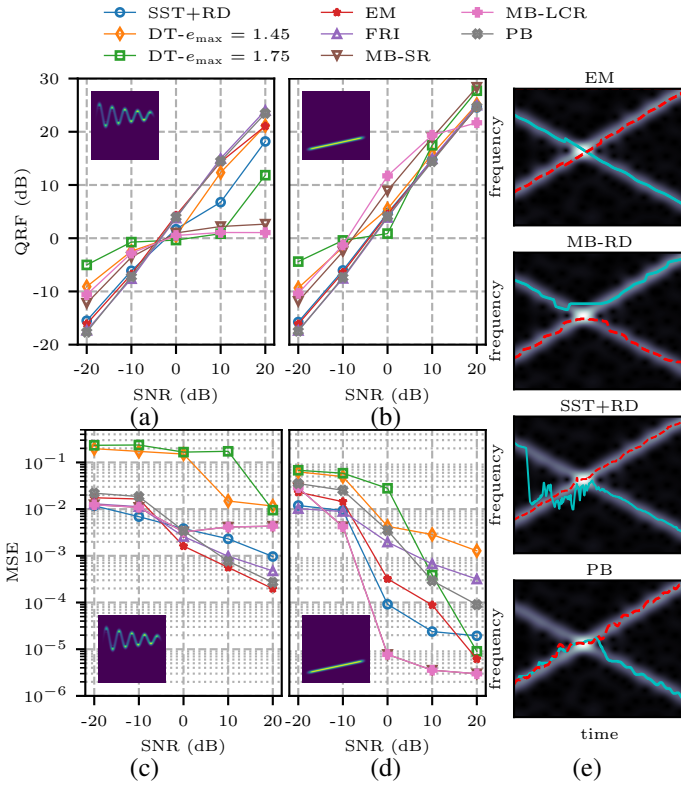 SST+RD
DT-e_max = 1.45
DT-e_max = 1.75
EM
FRI
MB-SR
MB-LCR
PB
QRF (dB)
30
20
10
0
-10
-20
-20 -10 0 10 20
SNR (dB)
(a)
-20 -10 0 10 20
SNR (dB)
(b)
MSE
10^−1
10^−2
10^−3
10^−4
10^−5
10^−6
-20 -10 0 10 20
SNR (dB)
(c)
-20 -10 0 10 20
SNR (dB)
(d)
EM
frequency
MB-RD
frequency
SST+RD
frequency
PB
frequency
time
(e)